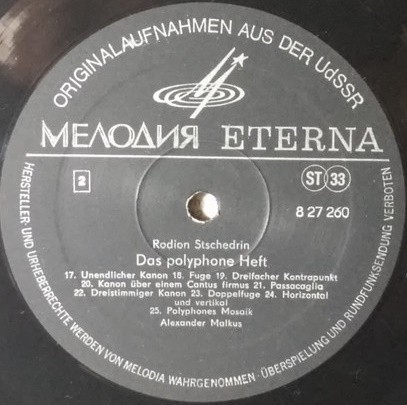 ORIGINALAUFNAHMEN AUS DER UdSSR
МЕЛОДИЯ ETERNA
2
ST 33
8 27 260
Rodion Stschedrin
Das polyphone Heft
17. Unendlicher Kanon 18. Fuge 19. Dreifacher Kontrapunkt
20. Kanon über einem Cantus firmus 21. Passacaglia
22. Dreistimmiger Kanon 23. Doppelfuge 24. Horizontal
und vertikal
25. Polyphones Mosaik
Alexander Malkus
HERSTELLER UND URHEBERRECHTE WERDEN VON MELODIA WAHRGENOMMEN · ÜBERSPIELUNG UND RUNDFUNKSENDUNG VERBOTEN